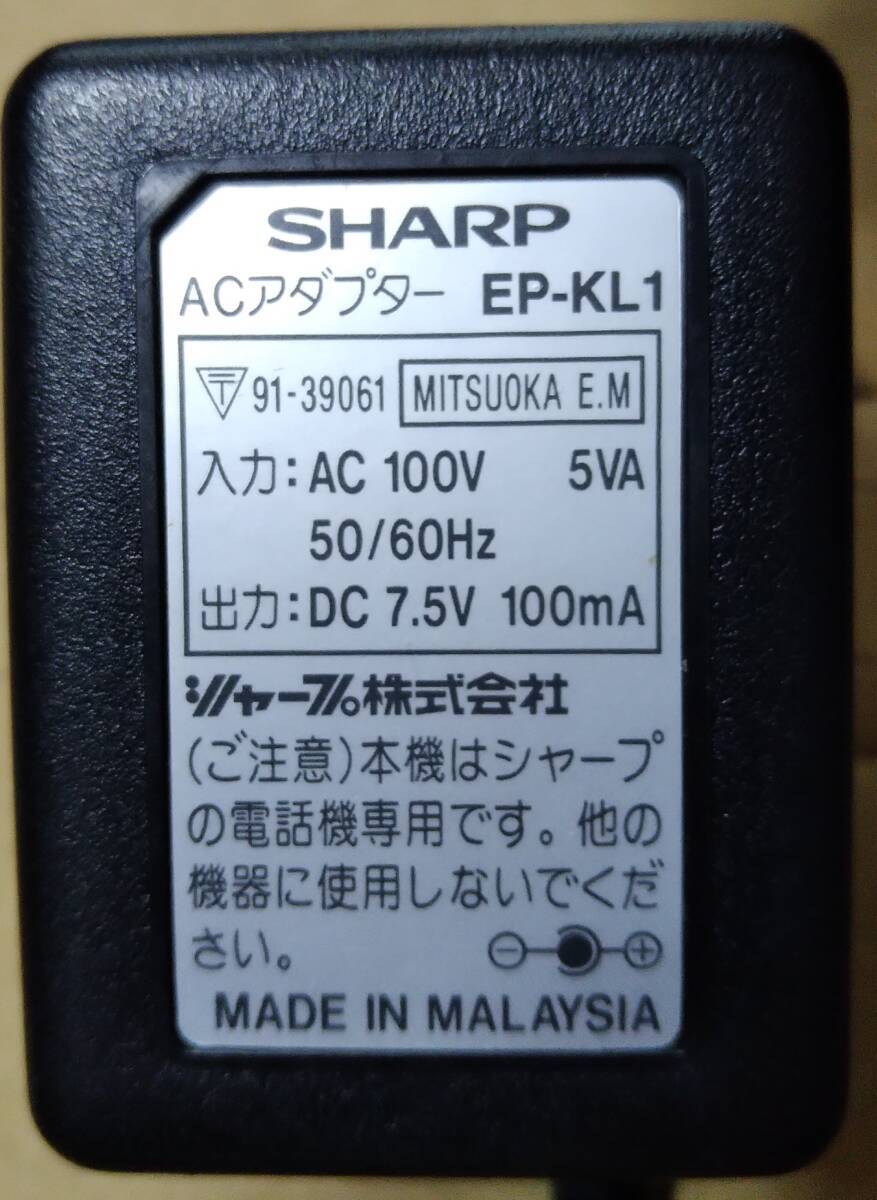 SHARP
ACアダプター EP-KL1
〒 91-39061 MITSUOKA E.M
入力:AC 100V 5VA
50/60Hz
出力:DC 7.5V 100mA
シャープ株式会社
(ご注意)本機はシャープ
の電話機専用です。他の
機器に使用しないでくだ
さい。
MADE IN MALAYSIA